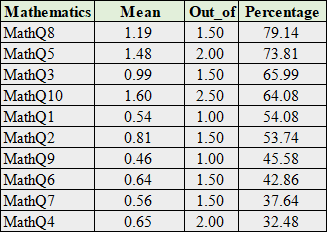 Mathematics Mean Out_of Percentage
MathQ8 1.19 1.50 79.14
MathQ5 1.48 2.00 73.81
MathQ3 0.99 1.50 65.99
MathQ10 1.60 2.50 64.08
MathQ1 0.54 1.00 54.08
MathQ2 0.81 1.50 53.74
MathQ9 0.46 1.00 45.58
MathQ6 0.64 1.50 42.86
MathQ7 0.56 1.50 37.64
MathQ4 0.65 2.00 32.48